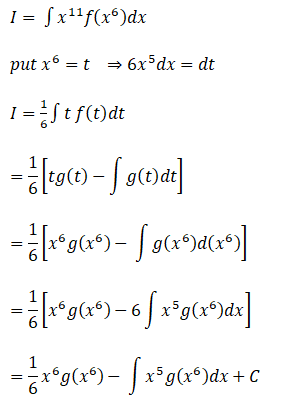 I = ∫ x¹¹f(x⁶)dx
put x⁶ = t ⇒ 6x⁵dx = dt
I = 1/6 ∫ t f(t)dt
= 1/6 [tg(t) − ∫ g(t)dt]
= 1/6 [x⁶g(x⁶) − ∫ g(x⁶)d(x⁶)]
= 1/6 [x⁶g(x⁶) − 6 ∫ x⁵g(x⁶)dx]
= 1/6 x⁶g(x⁶) − ∫ x⁵g(x⁶)dx + C